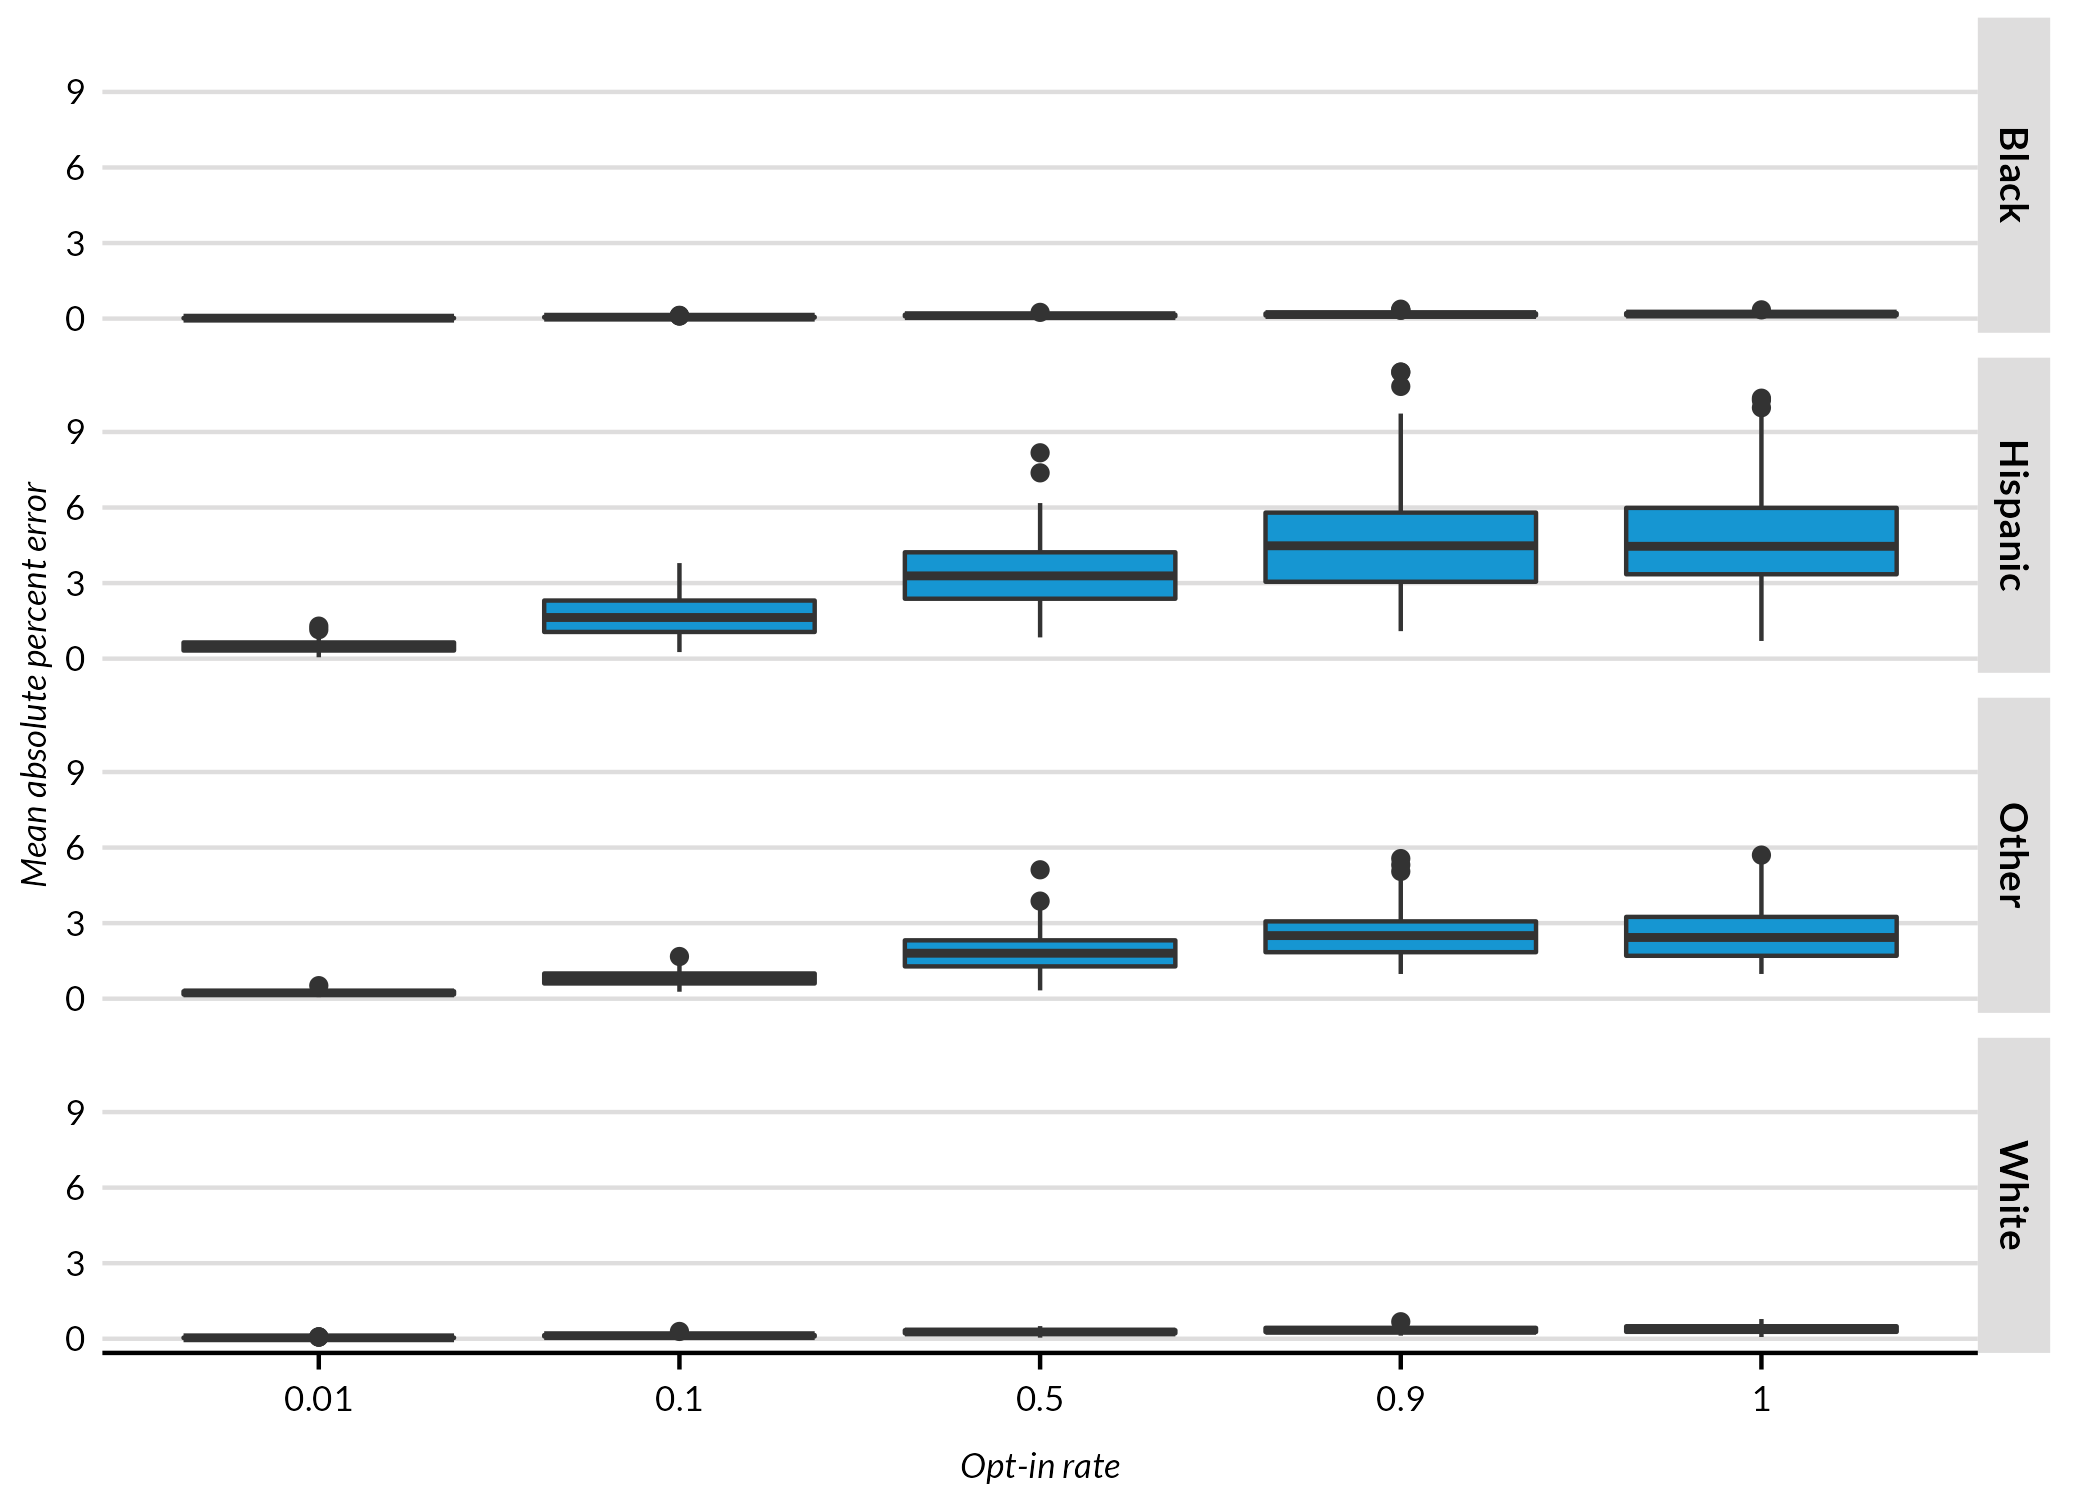 Mean absolute percent error
9
6
3
0
Black
9
6
3
0
Hispanic
9
6
3
0
Other
9
6
3
0
White
0.01 0.1 0.5 0.9 1
Opt-in rate